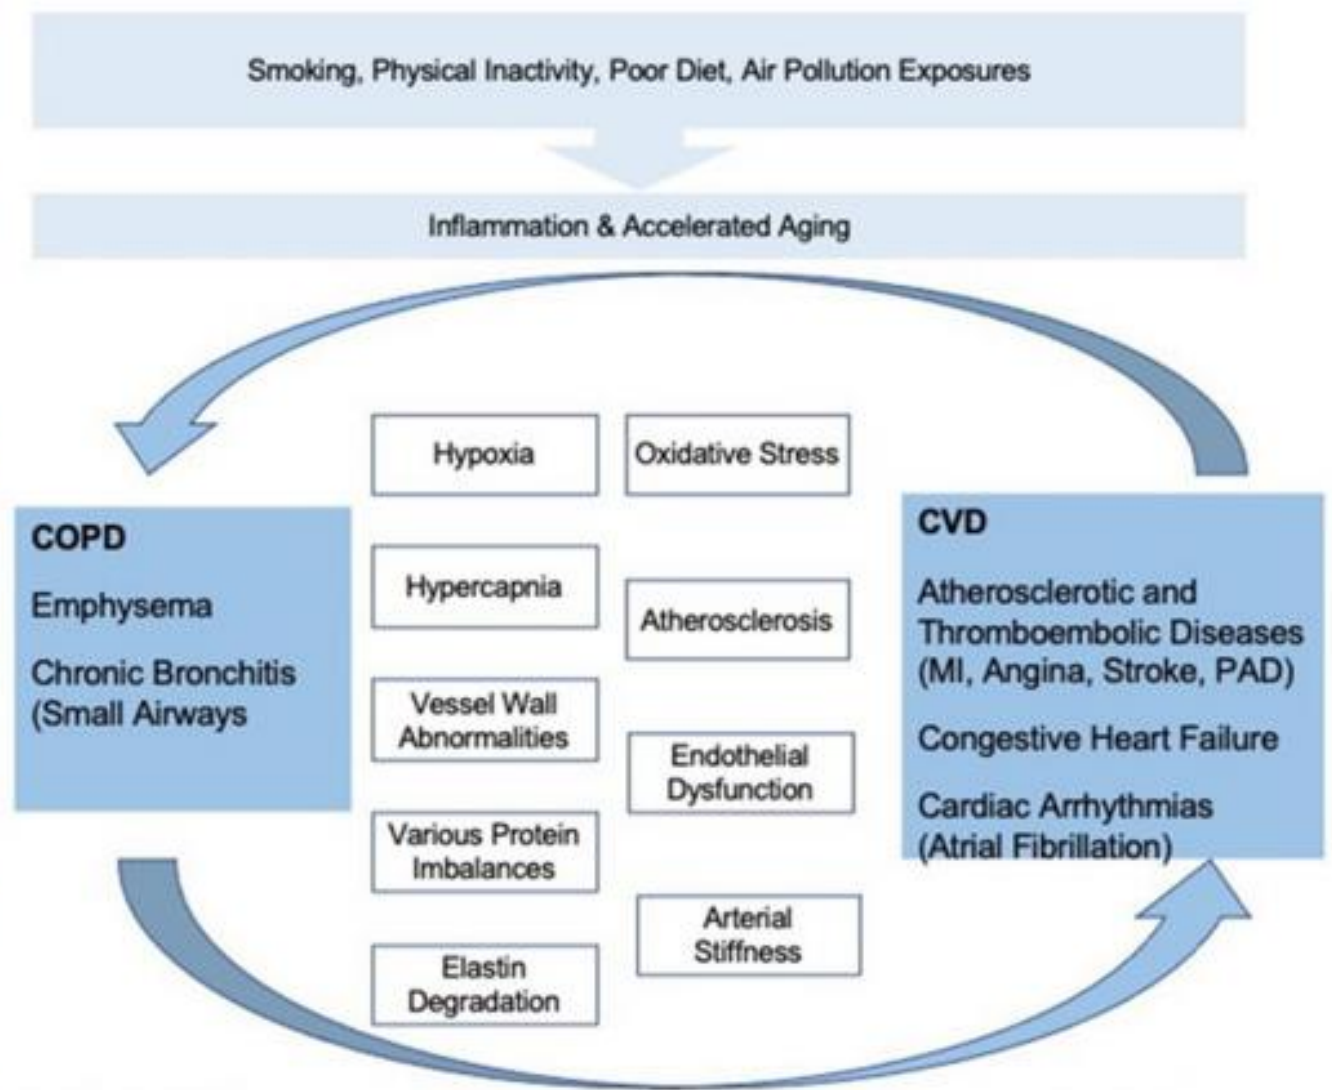 Smoking, Physical Inactivity, Poor Diet, Air Pollution Exposures
Inflammation & Accelerated Aging
COPD
Emphysema
Chronic Bronchitis
(Small Airways
Hypoxia
Hypercapnia
Vessel Wall
Abnormalities
Various Protein
Imbalances
Elastin
Degradation
Oxidative Stress
Atherosclerosis
Endothelial
Dysfunction
Arterial
Stiffness
CVD
Atherosclerotic and
Thromboembolic Diseases
(MI, Angina, Stroke, PAD)
Congestive Heart Failure
Cardiac Arrhythmias
(Atrial Fibrillation)